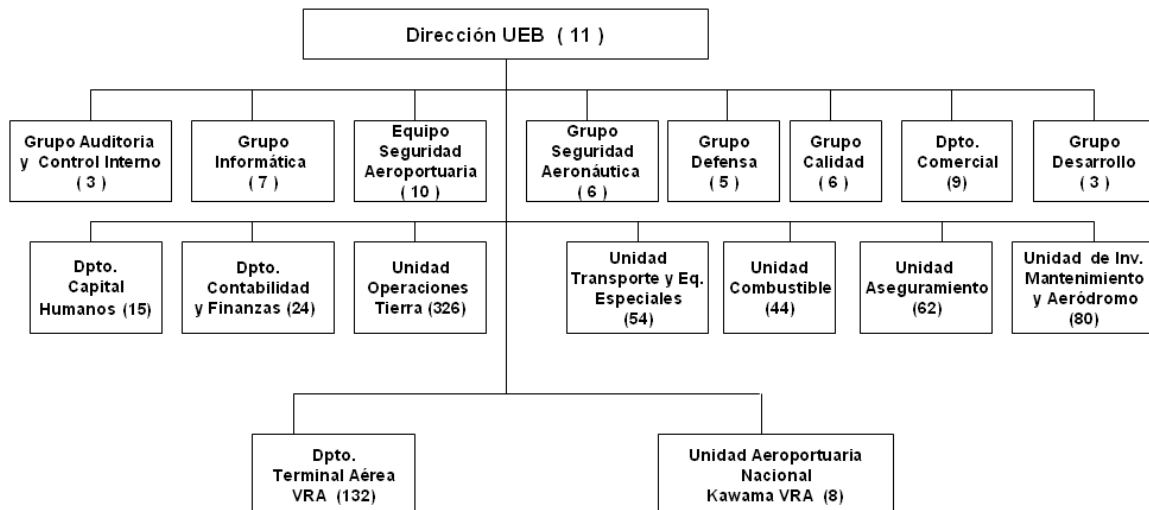 Dirección UEB ( 11 )
Grupo Auditoria
y Control Interno
( 3 )
Grupo
Informática
( 7 )
Equipo
Seguridad
Aeroportuaria
( 10 )
Grupo
Seguridad
Aeronáutica
( 6 )
Grupo
Defensa
( 5 )
Grupo
Calidad
( 6 )
Dpto.
Comercial
(9)
Grupo
Desarrollo
( 3 )
Dpto.
Capital
Humanos (15)
Dpto.
Contabilidad
y Finanzas (24)
Unidad
Operaciones
Tierra (326)
Unidad
Transporte y Eq.
Especiales
(54)
Unidad
Combustible
(44)
Unidad
Aseguramiento
(62)
Unidad de Inv.
Mantenimiento
y Aeródromo
(80)
Dpto.
Terminal Aérea
VRA (132)
Unidad Aeroportuaria
Nacional
Kawama VRA (8)